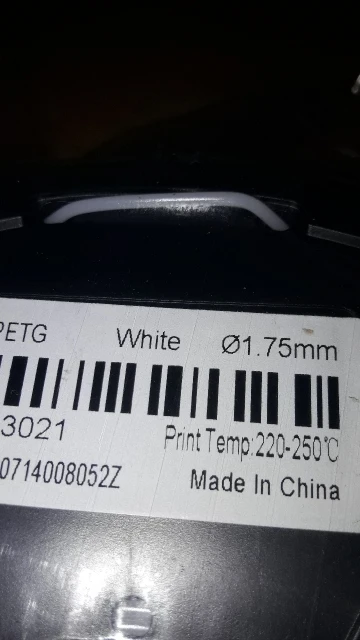 PETG White Ø1.75mm
3021 Print Temp:220-250℃
0714008052Z Made In China